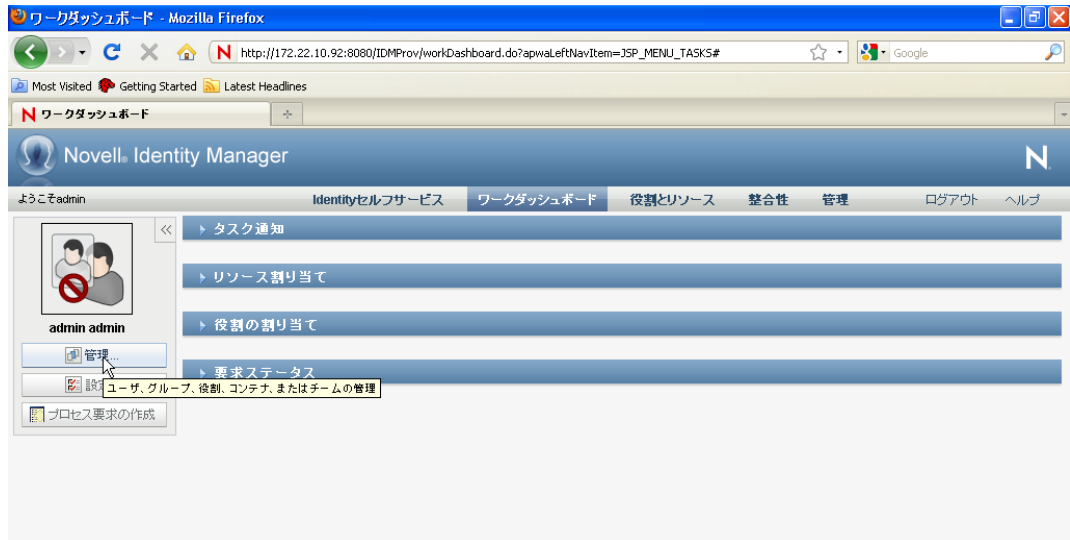 ワークダッシュボード - Mozilla Firefox
http://172.22.10.92:8080/IDMProv/workDashboard.do?apwaLeftNavItem=JSP_MENU_TASKS#
Google
Most Visited Getting Started Latest Headlines
ワークダッシュボード
Novell® Identity Manager
N
ようこそadmin
Identityセルフサービス ワークダッシュボード 役割とリソース 整合性 管理 ログアウト ヘルプ
タスク通知
リソース割り当て
役割の割り当て
admin admin
管理...
要求ステータス
ユーザ、グループ、役割、コンテナ、またはチームの管理
プロセス要求の作成